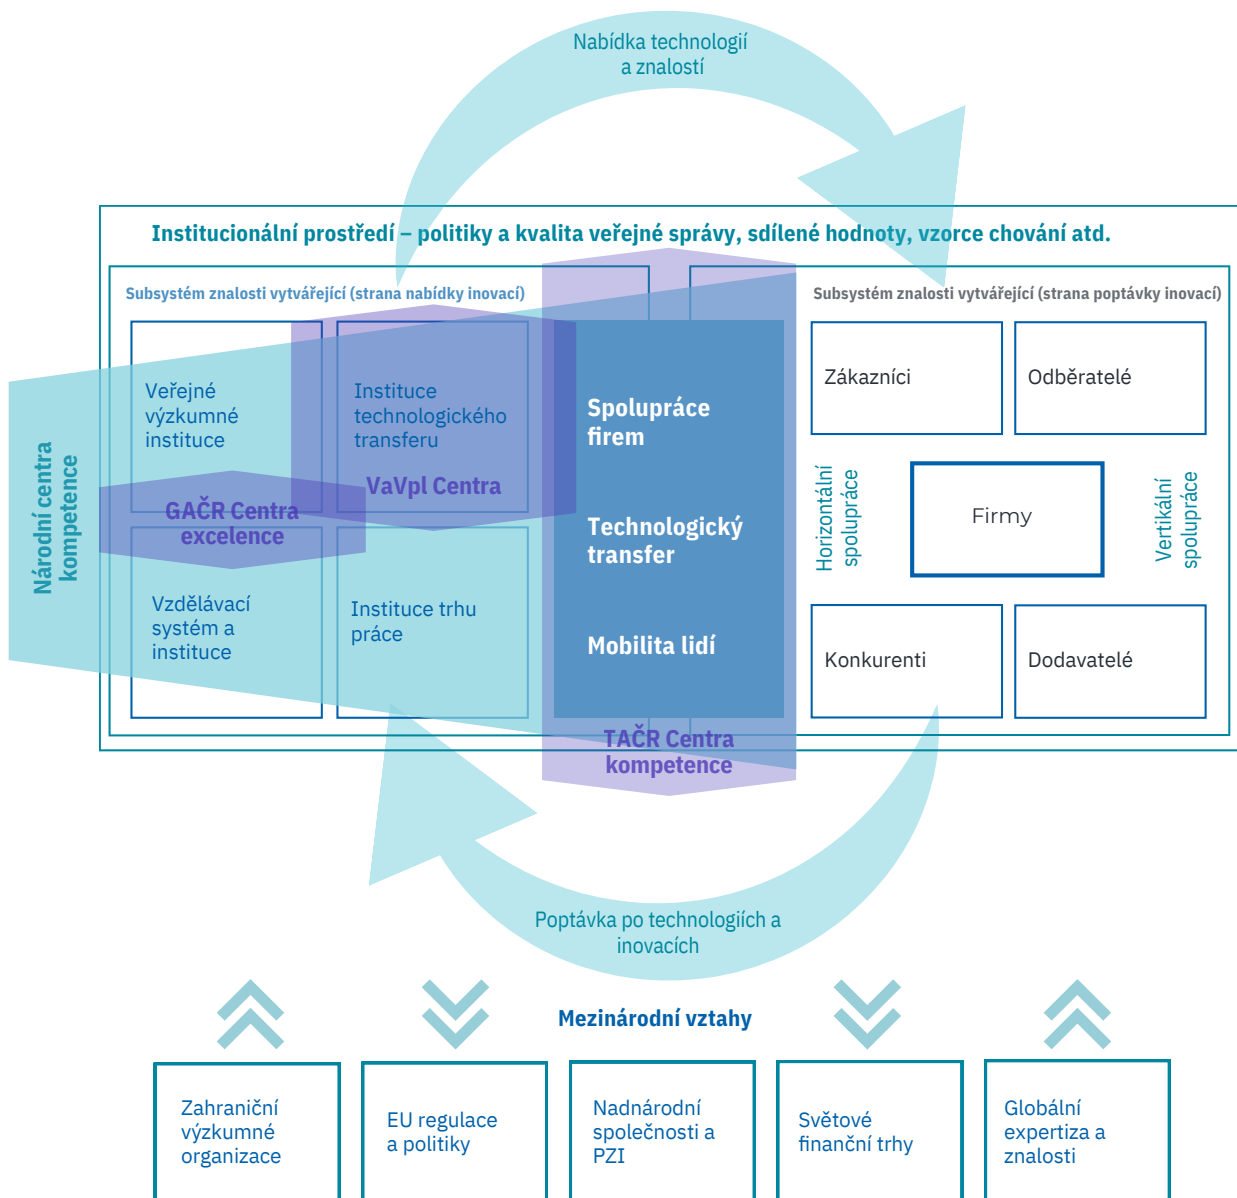 Nabídka technologií
a znalostí
Institucionální prostředí – politiky a kvalita veřejné správy, sdílené hodnoty, vzorce chování atd.
Subsystém znalosti vytvářející (strana nabídky inovací)
Subsystém znalosti vytvářející (strana poptávky inovací)
Národní centra
kompetence
Veřejné
výzkumné
instituce
Instituce
technologického
transferu
VaVpl Centra
GAČR Centra
excelence
Vzdělávací
systém a
instituce
Instituce trhu
práce
Spolupráce
firem
Technologický
transfer
Mobilita lidí
TAČR Centra
kompetence
Zákazníci
Odběratelé
Horizontální
spolupráce
Firmy
Vertikální
spolupráce
Konkurenti
Dodavatelé
Poptávka po technologiích a
inovacích
Mezinárodní vztahy
Zahraniční
výzkumné
organizace
EU regulace
a politiky
Nadnárodní
společnosti a
PZI
Světové
finanční trhy
Globální
expertiza a
znalosti